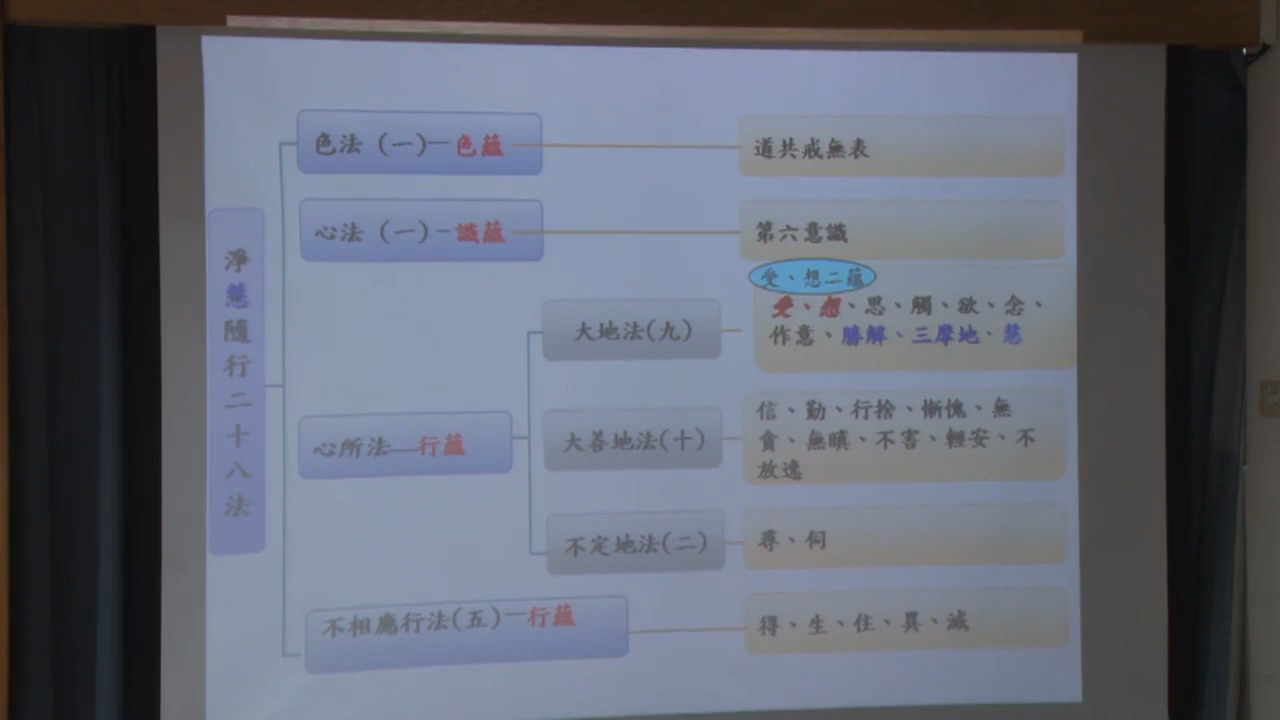 淨慧隨行二十八法
色法（一）─色蘊
道共戒無表
心法（一）─識蘊
第六意識
受、想二蘊
大地法(九)
受、想、思、觸、欲、念、
作意、勝解、三摩地、慧
心所法──行蘊
大善地法(十)
信、勤、行捨、慚愧、無
貪、無瞋、不害、輕安、不
放逸
不定地法(二)
尋、伺
不相應行法(五)─行蘊
得、生、住、異、滅